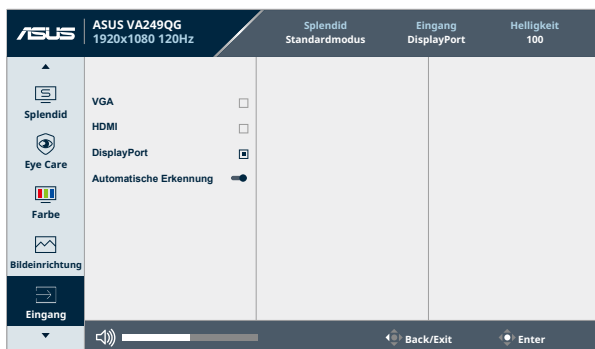 ASUS
ASUS VA249QG
1920x1080 120Hz
Splendid
Standardmodus
Eingang
DisplayPort
Helligkeit
100
Splendid
Eye Care
Farbe
Bildeinrichtung
Eingang
VGA
HDMI
DisplayPort
Automatische Erkennung
Back/Exit
Enter